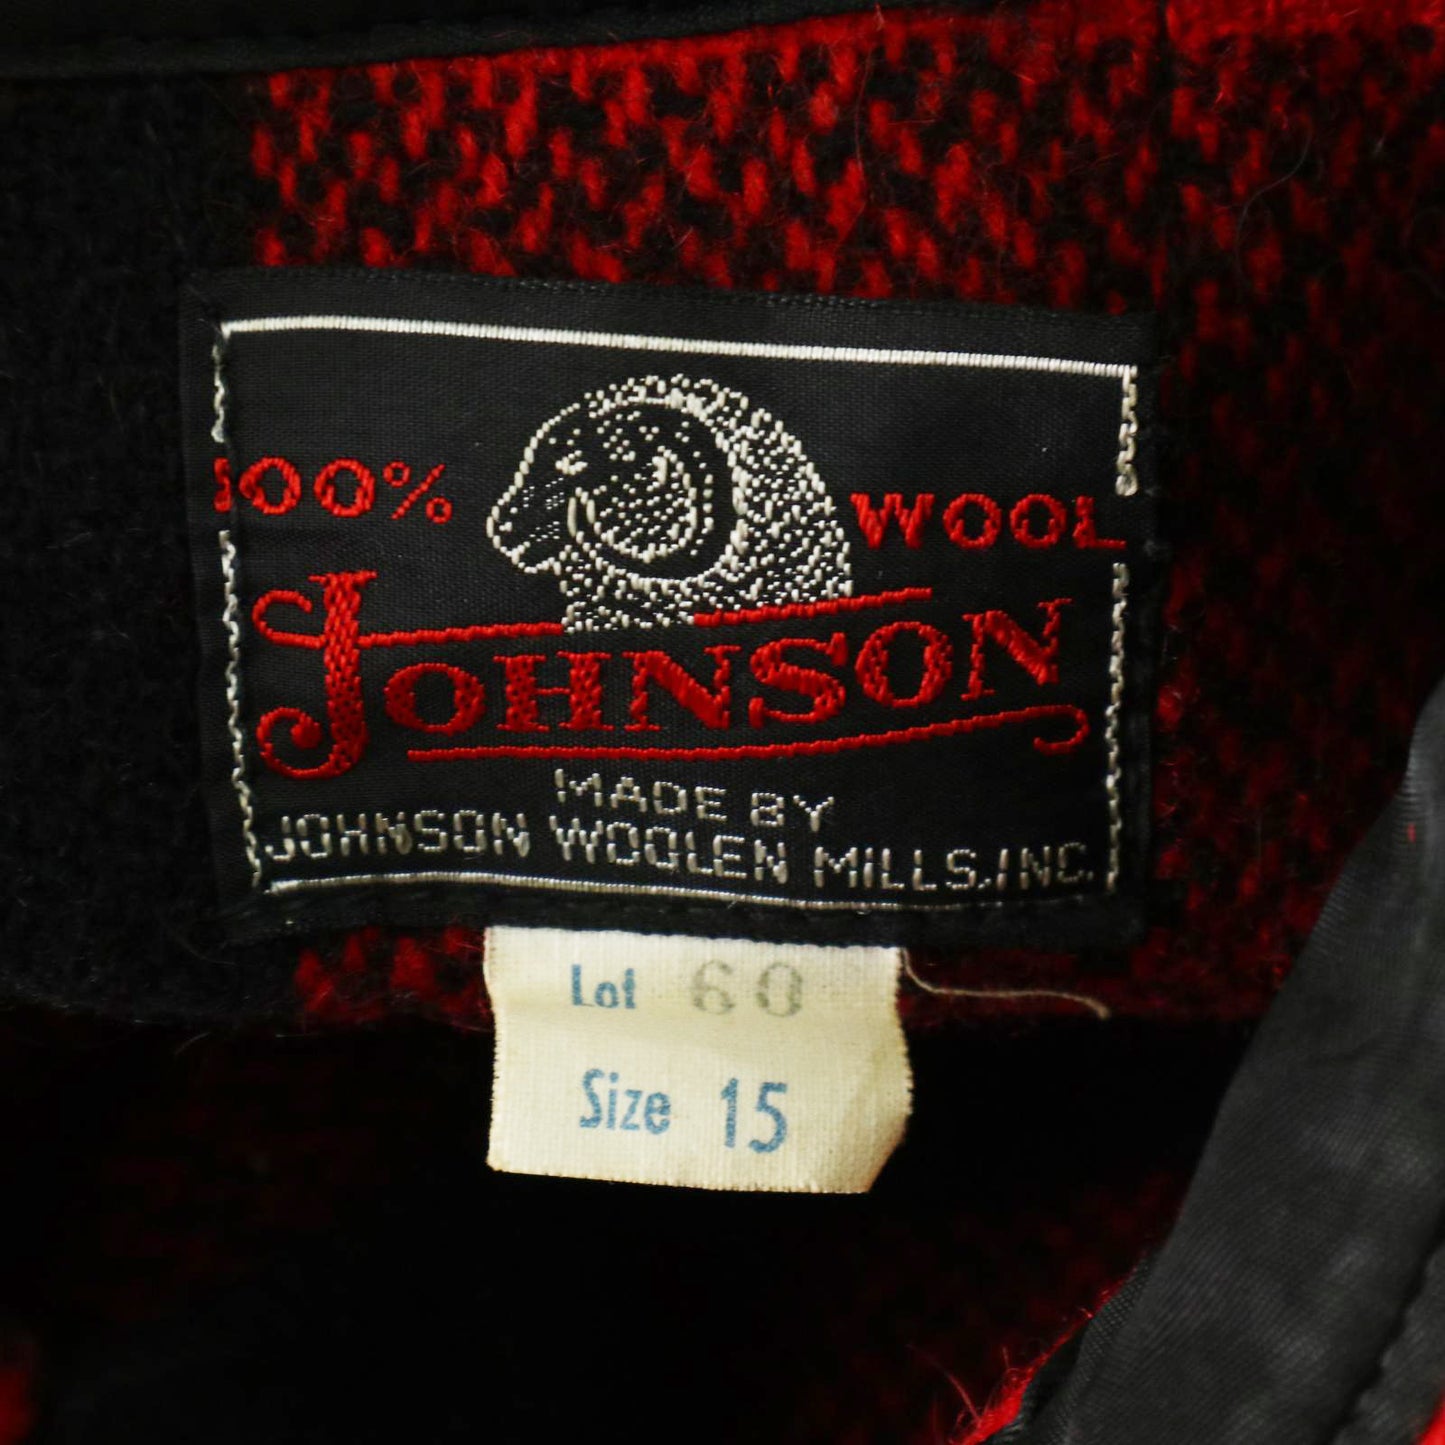 100% WOOL
JOHNSON
MADE BY
JOHNSON WOOLEN MILLS, INC.
Lot 60
Size 15